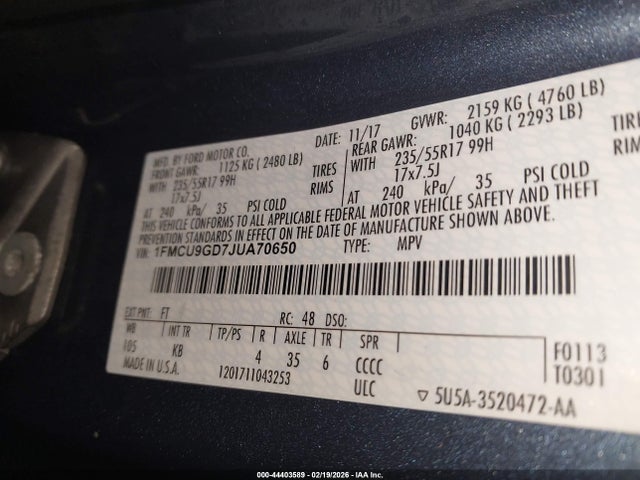 MFD. BY FORD MOTOR CO.
DATE: 11/17 GVWR: 2159 KG ( 4760 LB)
FRONT GAWR: 1125 KG ( 2480 LB)
REAR GAWR: 1040 KG ( 2293 LB)
WITH 235/55R17 99H TIRES
WITH 235/55R17 99H TIRE
17x7.5J RIMS
17x7.5J RIMS
AT 240 kPa/ 35 PSI COLD
AT 240 kPa/ 35 PSI COLD
THIS VEHICLE CONFORMS TO ALL APPLICABLE FEDERAL MOTOR VEHICLE SAFETY AND THEFT
PREVENTION STANDARDS IN EFFECT ON THE DATE OF MANUFACTURE SHOWN ABOVE.
VIN: 1FMCU9GD7JUA70650 TYPE: MPV
EXT PNT: FT RC: 48 DSO:
WB INT TR TP/PS R AXLE TR SPR
105 KB 4 35 6 CCCC
F0113
MADE IN U.S.A. 1201711043253 ULC
T0301
▽ 5U5A-3520472-AA
000-44403589 - 02/19/2026 - IAA Inc.